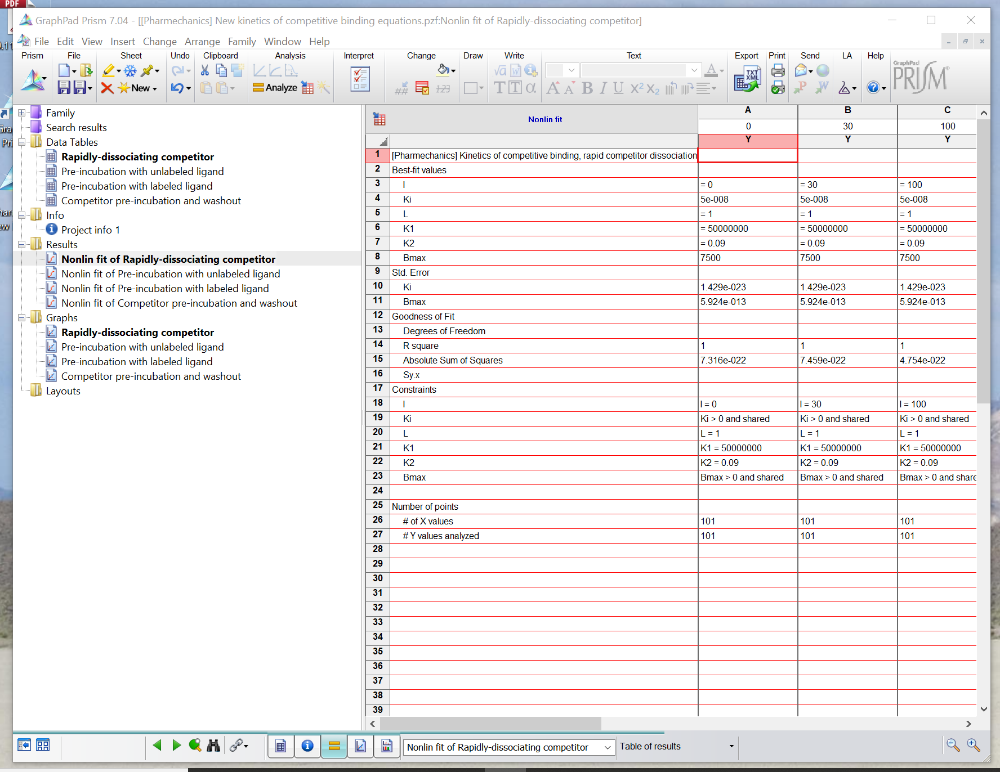 PDF
GraphPad Prism 7.04 - [[Pharmechanics] New kinetics of competitive binding equations.pzf:Nonlin fit of Rapidly-dissociating competitor]
File Edit View Insert Change Arrange Family Window Help
Prism File Sheet Undo Clipboard Analysis Interpret Change Draw Write Text Export Print Send LA Help
New
Analyze
123
TXT
XML
GraphPad
PRISM®
Family
Search results
Data Tables
Rapidly-dissociating competitor
Pre-incubation with unlabeled ligand
Pre-incubation with labeled ligand
Competitor pre-incubation and washout
Info
Project info 1
Results
Nonlin fit of Rapidly-dissociating competitor
Nonlin fit of Pre-incubation with unlabeled ligand
Nonlin fit of Pre-incubation with labeled ligand
Nonlin fit of Competitor pre-incubation and washout
Graphs
Rapidly-dissociating competitor
Pre-incubation with unlabeled ligand
Pre-incubation with labeled ligand
Competitor pre-incubation and washout
Layouts
Nonlin fit A B C
0 30 100
Y Y Y
1 [Pharmechanics] Kinetics of competitive binding, rapid competitor dissociation
2 Best-fit values
3 I = 0 = 30 = 100
4 Ki 5e-008 5e-008 5e-008
5 L = 1 = 1 = 1
6 K1 = 50000000 = 50000000 = 50000000
7 K2 = 0.09 = 0.09 = 0.09
8 Bmax 7500 7500 7500
9 Std. Error
10 Ki 1.429e-023 1.429e-023 1.429e-023
11 Bmax 5.924e-013 5.924e-013 5.924e-013
12 Goodness of Fit
13 Degrees of Freedom
14 R square 1 1 1
15 Absolute Sum of Squares 7.316e-022 7.459e-022 4.754e-022
16 Sy.x
17 Constraints
18 I I = 0 I = 30 I = 100
19 Ki Ki > 0 and shared Ki > 0 and shared Ki > 0 and shared
20 L L = 1 L = 1 L = 1
21 K1 K1 = 50000000 K1 = 50000000 K1 = 50000000
22 K2 K2 = 0.09 K2 = 0.09 K2 = 0.09
23 Bmax Bmax > 0 and shared Bmax > 0 and shared Bmax > 0 and share
24
25 Number of points
26 # of X values 101 101 101
27 # Y values analyzed 101 101 101
28
29
30
31
32
33
34
35
36
37
38
39
Nonlin fit of Rapidly-dissociating competitor Table of results